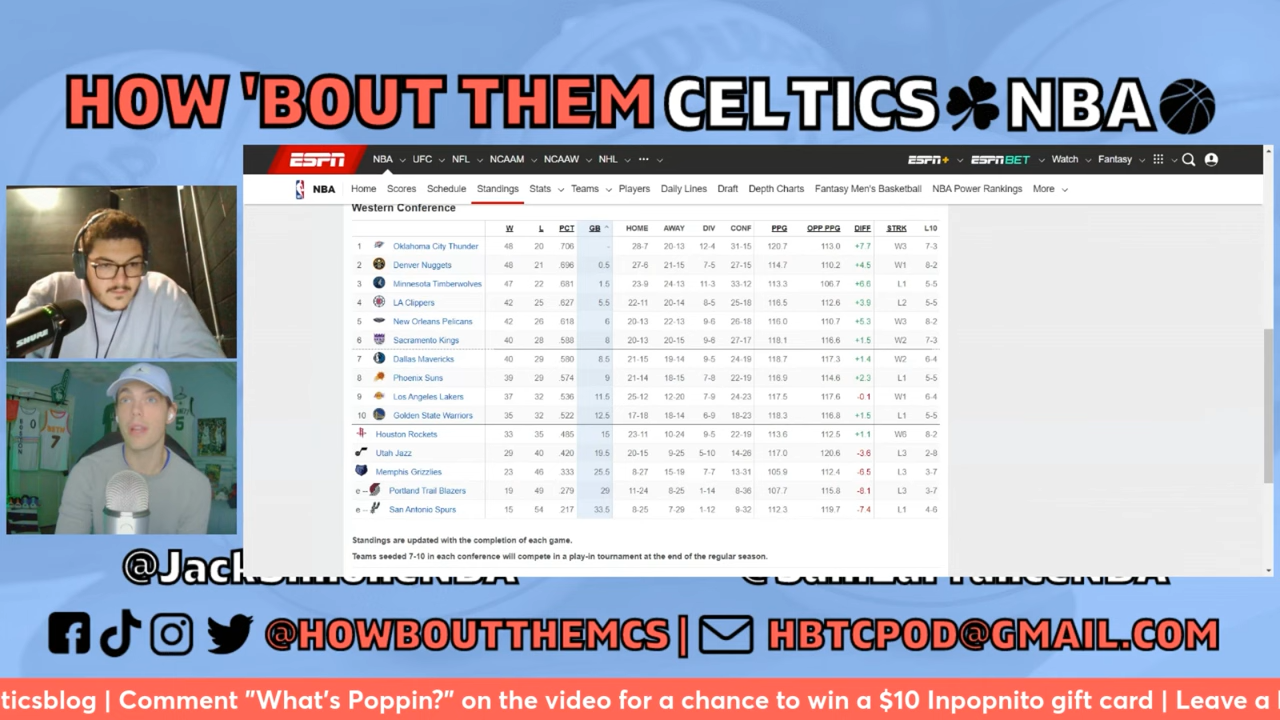 HOW 'BOUT THEM CELTICS NBA
ESPN NBA UFC NFL NCAAM NCAAW NHL ••• ESPN+ ESPN BET Watch Fantasy
NBA Home Scores Schedule Standings Stats Teams Players Daily Lines Draft Depth Charts Fantasy Men's Basketball NBA Power Rankings More
Western Conference
W L PCT GB HOME AWAY DIV CONF PPG OPP PPG DIFF STRK L10
1 Oklahoma City Thunder 48 20 .706 - 28-7 20-13 12-4 31-15 120.7 113.0 +7.7 W3 7-3
2 Denver Nuggets 48 21 .696 0.5 27-6 21-15 7-5 27-15 114.7 110.2 +4.5 W1 8-2
3 Minnesota Timberwolves 47 22 .681 1.5 23-9 24-13 11-3 33-12 113.3 106.7 +6.6 L1 5-5
4 LA Clippers 42 25 .627 5.5 22-11 20-14 8-5 25-18 116.5 112.6 +3.9 L2 5-5
5 New Orleans Pelicans 42 26 .618 6 20-13 22-13 9-6 26-18 116.0 110.7 +5.3 W3 8-2
6 Sacramento Kings 40 28 .588 8 20-13 20-15 9-6 27-17 118.1 116.6 +1.5 W2 7-3
7 Dallas Mavericks 40 29 .580 8.5 21-15 19-14 9-5 24-19 118.7 117.3 +1.4 W2 6-4
8 Phoenix Suns 39 29 .574 9 21-14 18-15 7-8 22-19 116.9 114.6 +2.3 L1 5-5
9 Los Angeles Lakers 37 32 .536 11.5 25-12 12-20 7-9 24-23 117.5 117.6 -0.1 W1 6-4
10 Golden State Warriors 35 32 .522 12.5 17-18 18-14 6-9 18-23 118.3 116.8 +1.5 L1 5-5
Houston Rockets 33 35 .485 15 23-11 10-24 9-5 22-19 113.6 112.5 +1.1 W6 8-2
Utah Jazz 29 40 .420 19.5 20-15 9-25 5-10 14-26 117.0 120.6 -3.6 L3 2-8
Memphis Grizzlies 23 46 .333 25.5 8-27 15-19 7-7 13-31 105.9 112.4 -6.5 L3 3-7
e -- Portland Trail Blazers 19 49 .279 29 11-24 8-25 1-14 8-36 107.7 115.8 -8.1 L3 3-7
e -- San Antonio Spurs 15 54 .217 33.5 8-25 7-29 1-12 9-32 112.3 119.7 -7.4 L1 4-6
Standings are updated with the completion of each game.
Teams seeded 7-10 in each conference will compete in a play-in tournament at the end of the regular season.
SHURE
@HOWBOUTTHEMCS | HBTCPOD@GMAIL.COM
ticsblog | Comment "What's Poppin?" on the video for a chance to win a $10 Inpopnito gift card | Leave a